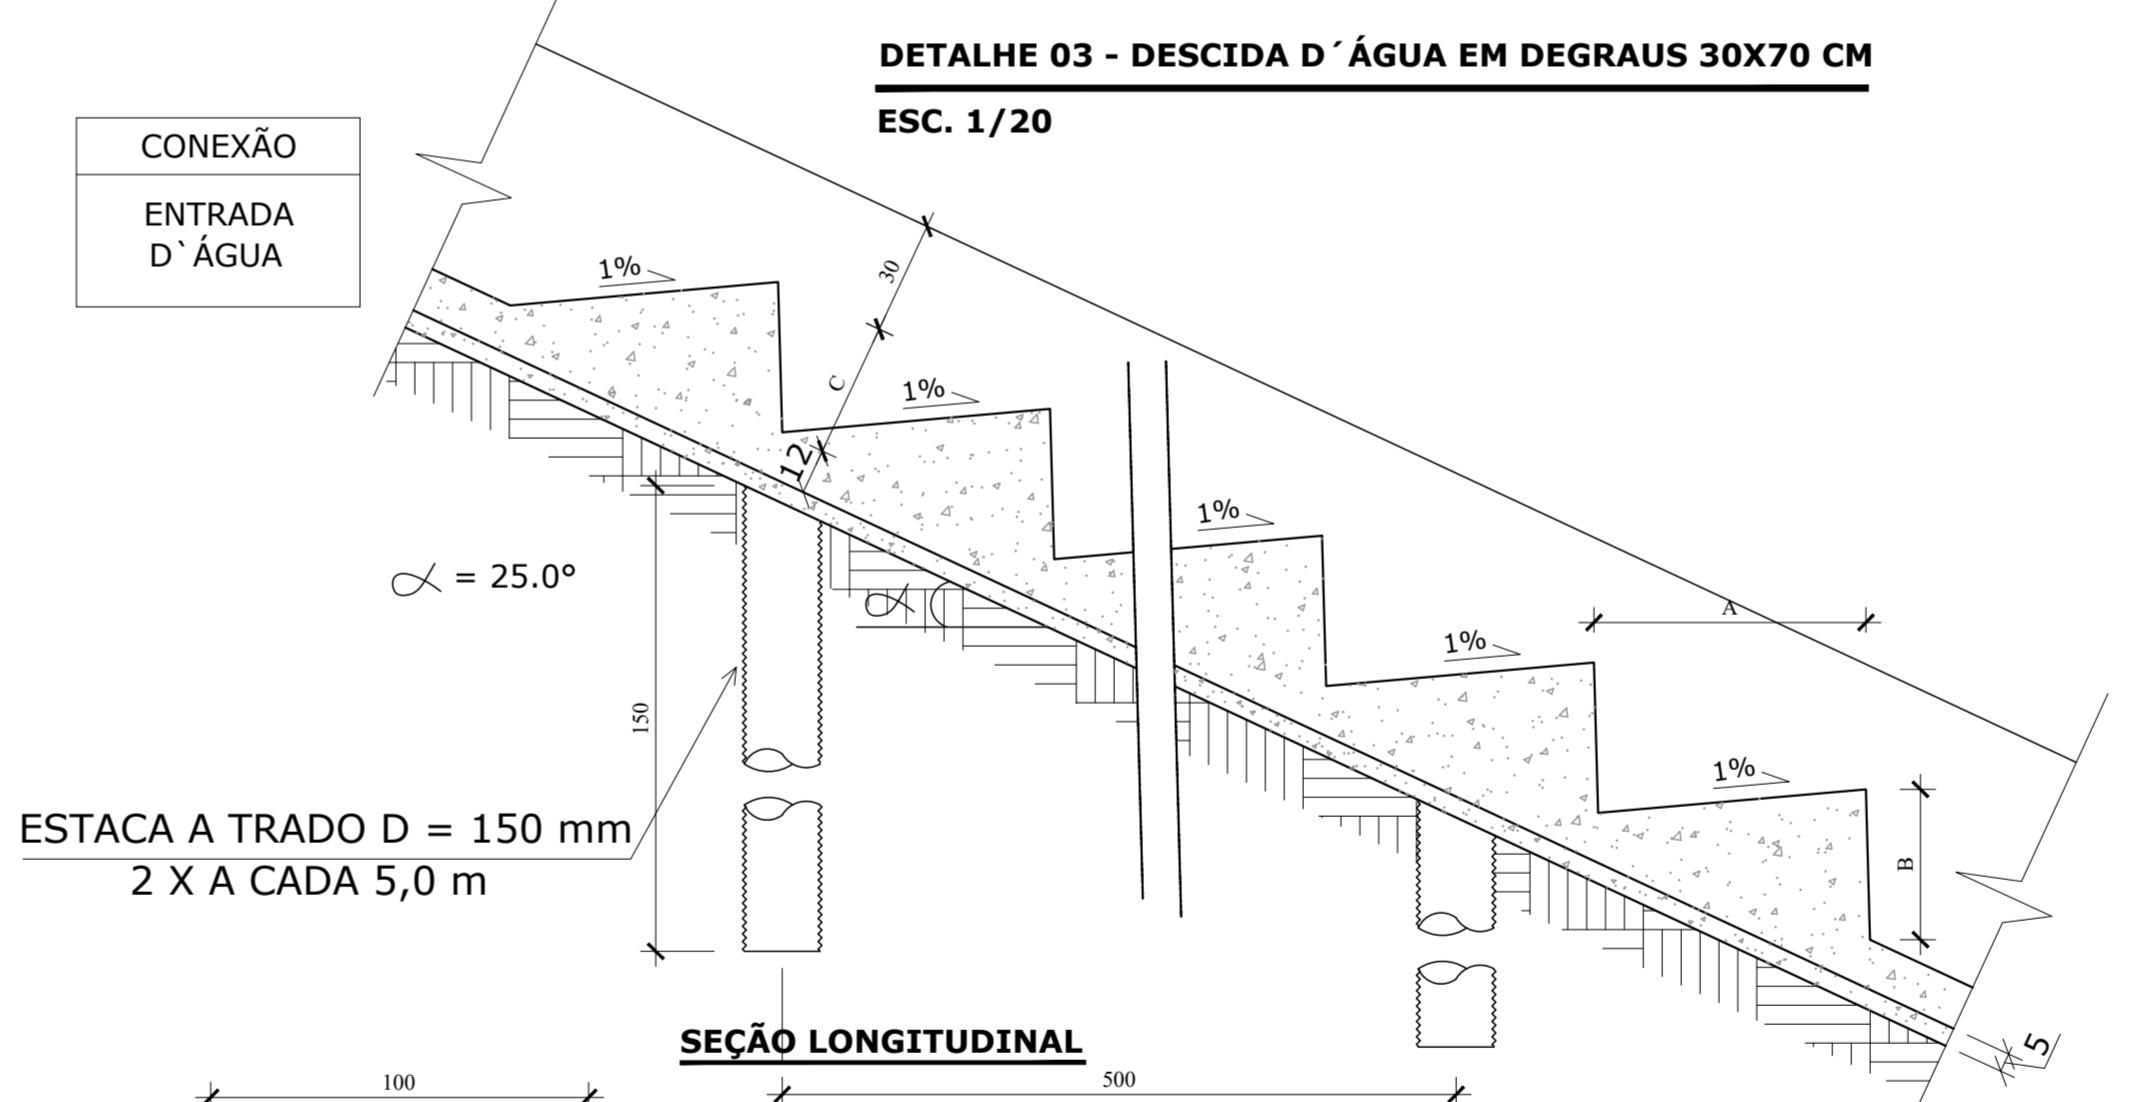 DETALHE 03 - DESCIDA D´ÁGUA EM DEGRAUS 30X70 CM
ESC. 1/20
CONEXÃO
ENTRADA
D`ÁGUA
1%
30
C
1%
12
1%
α = 25.0°
α
A
1%
150
1%
B
ESTACA A TRADO D = 150 mm
2 X A CADA 5,0 m
SEÇÃO LONGITUDINAL
5
100
500